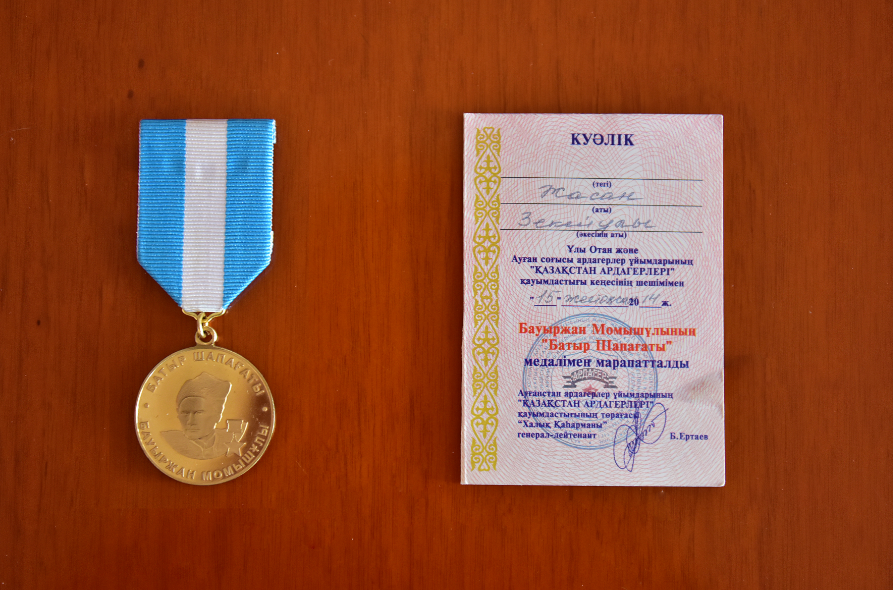 БАТЫР ШАПАҒАТЫ
БАУЫРЖАН МОМЫШҰЛЫ
КУӘЛІК
(тегі)
Жасан
(аты)
Зекейұлы
(әкесінің аты)
Ұлы Отан және
Ауған соғысы ардагерлер ұйымдарының
"ҚАЗАҚСТАН АРДАГЕРЛЕРІ"
қауымдастығы кеңесінің шешімімен
"15" 2014 ж.
Бауыржан Момышұлының
"Батыр Шапағаты"
медалімен марапатталды
Ауғанстан ардагерлер ұйымдарының
"ҚАЗАҚСТАН АРДАГЕРЛЕРІ"
қауымдастығының төрағасы
"Халық Қаһарманы"
генерал-лейтенант Б.Ертаев